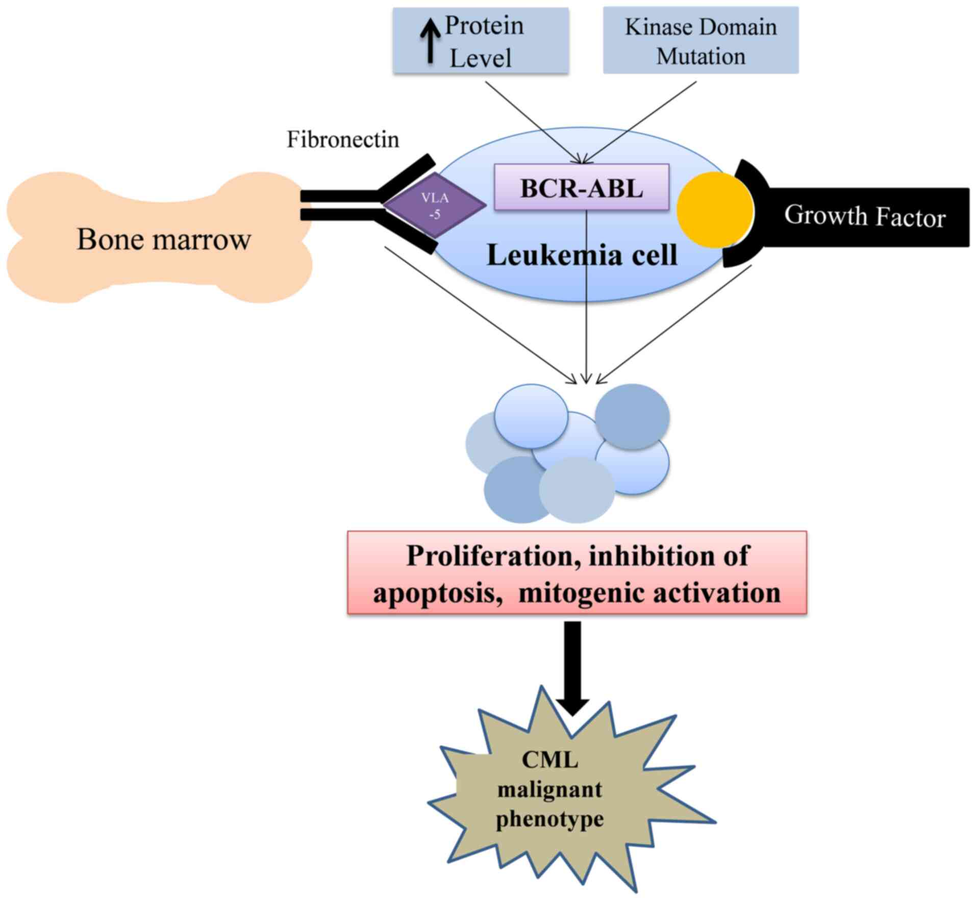 Protein
Level
Kinase Domain
Mutation
Fibronectin
VLA
-5
BCR-ABL
Growth Factor
Bone marrow
Leukemia cell
Proliferation, inhibition of
apoptosis, mitogenic activation
CML
malignant
phenotype